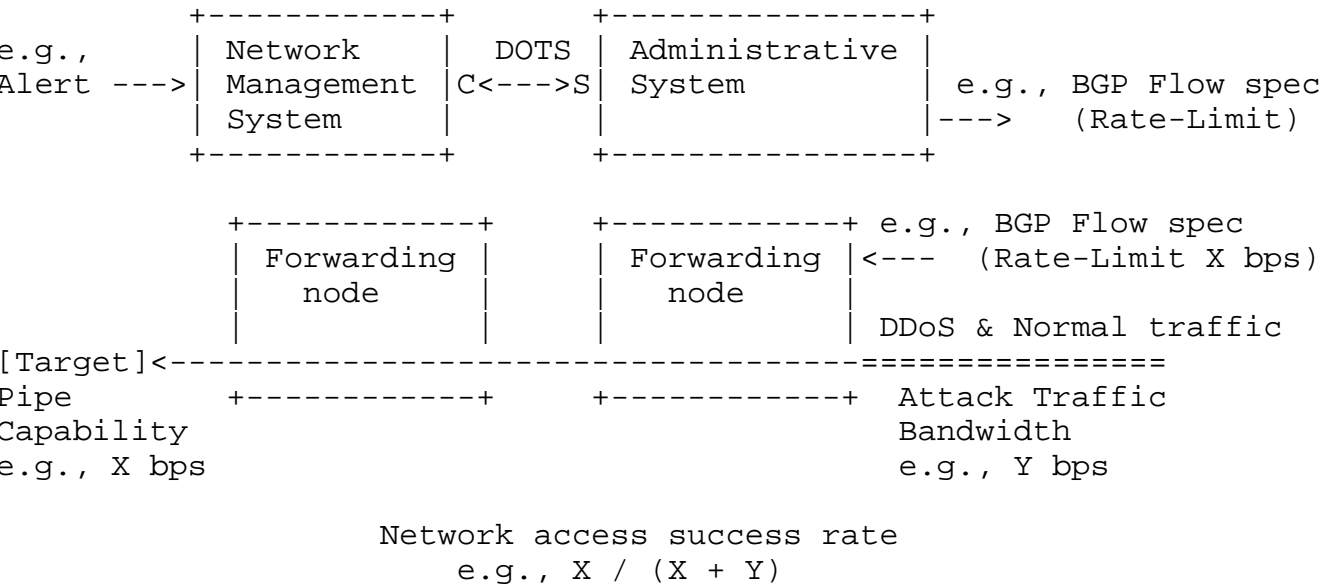 +------------+         +----------------+
e.g.,     | Network    |  DOTS | Administrative |
Alert --->| Management |C<--->S| System         | e.g., BGP Flow spec
| System     |       |                |--->   (Rate-Limit)
+------------+         +----------------+
+------------+       +------------+ e.g., BGP Flow spec
| Forwarding |       | Forwarding |<---  (Rate-Limit X bps)
|   node     |       |   node     |
|            |       |            | DDoS & Normal traffic
[Target]<------------------------------------================
Pipe        +------------+       +------------+  Attack Traffic
Capability                                       Bandwidth
e.g., X bps                                      e.g., Y bps
Network access success rate
e.g., X / (X + Y)